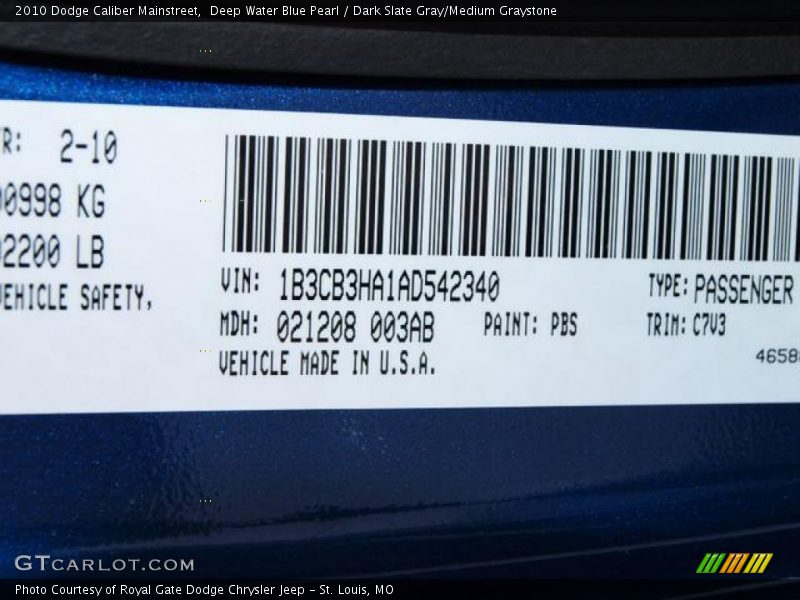 2010 Dodge Caliber Mainstreet,  Deep Water Blue Pearl / Dark Slate Gray/Medium Graystone
R: 2-10
0998 KG
2200 LB
VEHICLE SAFETY,
VIN: 1B3CB3HA1AD542340
TYPE: PASSENGER
MDH: 021208 003AB
PAINT: PBS
TRIM: C7V3
VEHICLE MADE IN U.S.A.
4658
GTCARLOT.COM
Photo Courtesy of Royal Gate Dodge Chrysler Jeep – St. Louis, MO